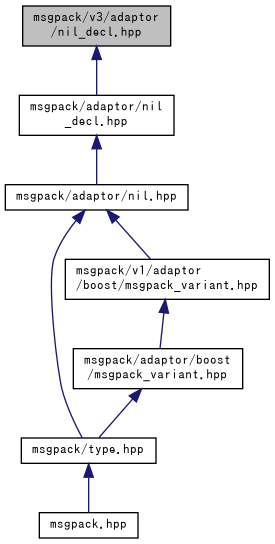 msgpack/v3/adaptor
/nil_decl.hpp
msgpack/adaptor/nil
_decl.hpp
msgpack/adaptor/nil.hpp
msgpack/v1/adaptor
/boost/msgpack_variant.hpp
msgpack/adaptor/boost
/msgpack_variant.hpp
msgpack/type.hpp
msgpack.hpp